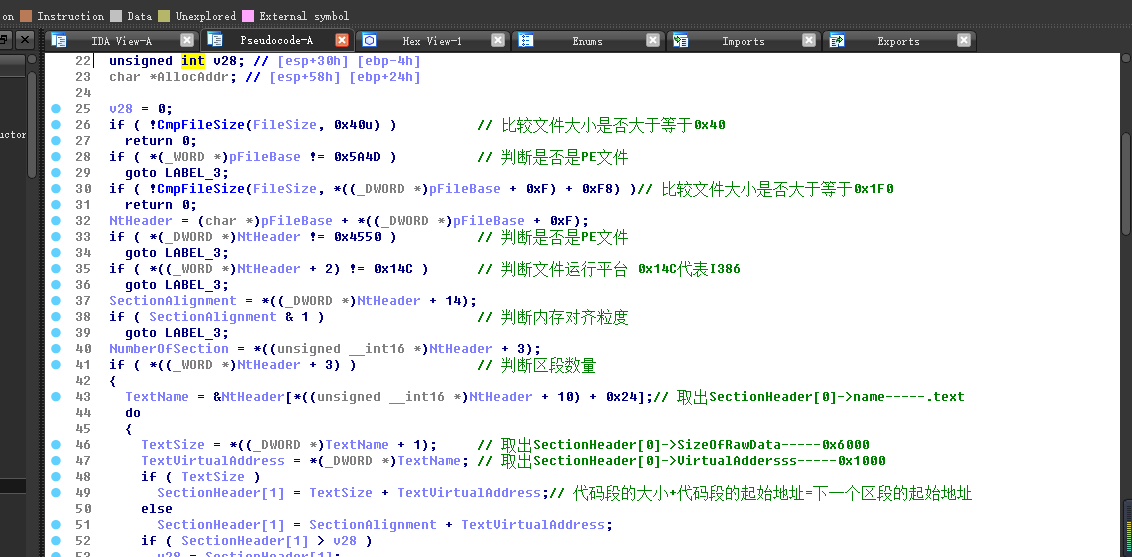 on Instruction Data Unexplored External symbol
IDA View-A Pseudocode-A Hex View-1 Enums Imports Exports
uctor
22 unsigned int v28; // [esp+30h] [ebp-4h]
23 char *AllocAddr; // [esp+58h] [ebp+24h]
24
25 v28 = 0;
26 if ( !CmpFileSize(FileSize, 0x40u) ) // 比较文件大小是否大于等于0x40
27 return 0;
28 if ( *(_WORD *)pFileBase != 0x5A4D ) // 判断是否是PE文件
29 goto LABEL_3;
30 if ( !CmpFileSize(FileSize, *((_DWORD *)pFileBase + 0xF) + 0xF8) )// 比较文件大小是否大于等于0x1F0
31 return 0;
32 NtHeader = (char *)pFileBase + *((_DWORD *)pFileBase + 0xF);
33 if ( *(_DWORD *)NtHeader != 0x4550 ) // 判断是否是PE文件
34 goto LABEL_3;
35 if ( *((_WORD *)NtHeader + 2) != 0x14C ) // 判断文件运行平台 0x14C代表I386
36 goto LABEL_3;
37 SectionAlignment = *((_DWORD *)NtHeader + 14);
38 if ( SectionAlignment & 1 ) // 判断内存对齐粒度
39 goto LABEL_3;
40 NumberOfSection = *((unsigned __int16 *)NtHeader + 3);
41 if ( *((_WORD *)NtHeader + 3) ) // 判断区段数量
42 {
43 TextName = &NtHeader[*((unsigned __int16 *)NtHeader + 10) + 0x24];// 取出SectionHeader[0]->name-----.text
44 do
45 {
46 TextSize = *((_DWORD *)TextName + 1); // 取出SectionHeader[0]->SizeOfRawData-----0x6000
47 TextVirtualAddress = *(_DWORD *)TextName; // 取出SectionHeader[0]->VirtualAddersss-----0x1000
48 if ( TextSize )
49 SectionHeader[1] = TextSize + TextVirtualAddress;// 代码段的大小+代码段的起始地址=下一个区段的起始地址
50 else
51 SectionHeader[1] = SectionAlignment + TextVirtualAddress;
52 if ( SectionHeader[1] > v28 )
53 v28 = SectionHeader[1];